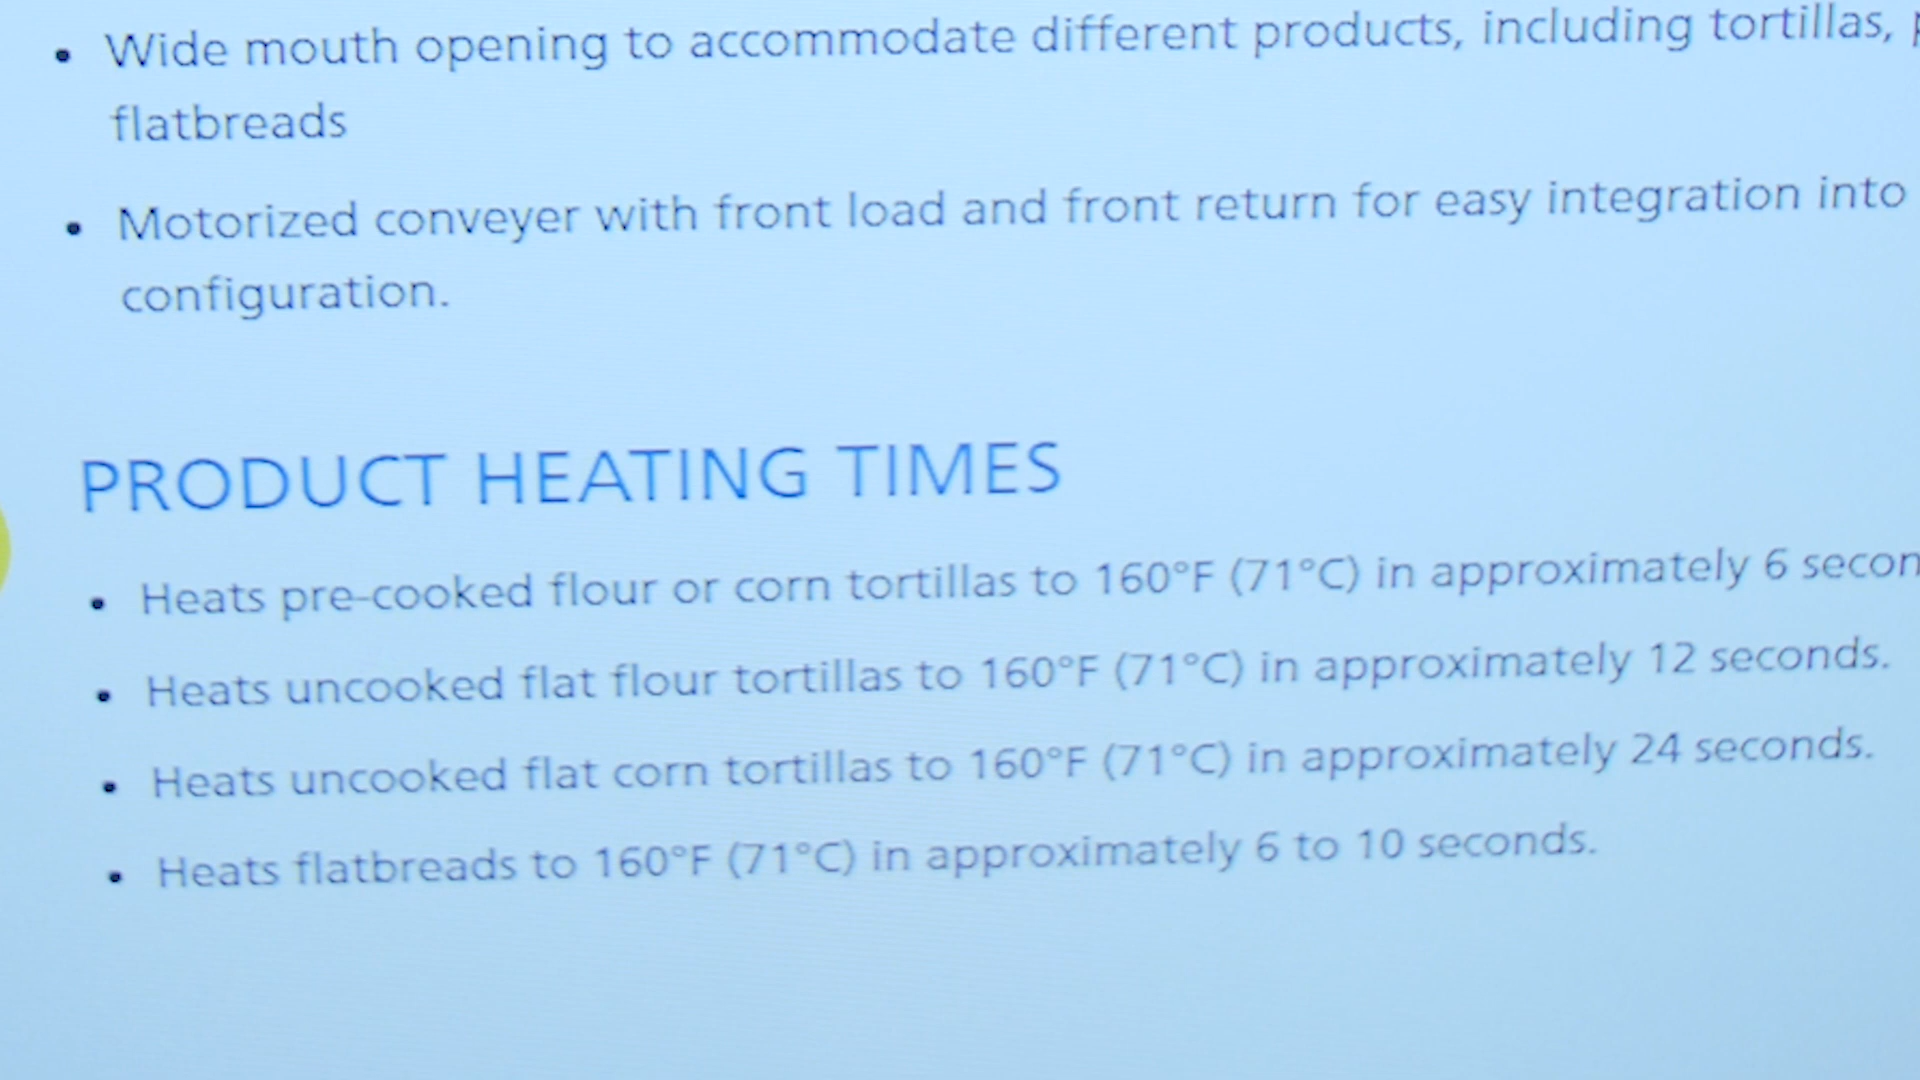 • Wide mouth opening to accommodate different products, including tortillas,
flatbreads
• Motorized conveyer with front load and front return for easy integration into
configuration.
PRODUCT HEATING TIMES
• Heats pre-cooked flour or corn tortillas to 160°F (71°C) in approximately 6 secon
• Heats uncooked flat flour tortillas to 160°F (71°C) in approximately 12 seconds.
• Heats uncooked flat corn tortillas to 160°F (71°C) in approximately 24 seconds.
• Heats flatbreads to 160°F (71°C) in approximately 6 to 10 seconds.